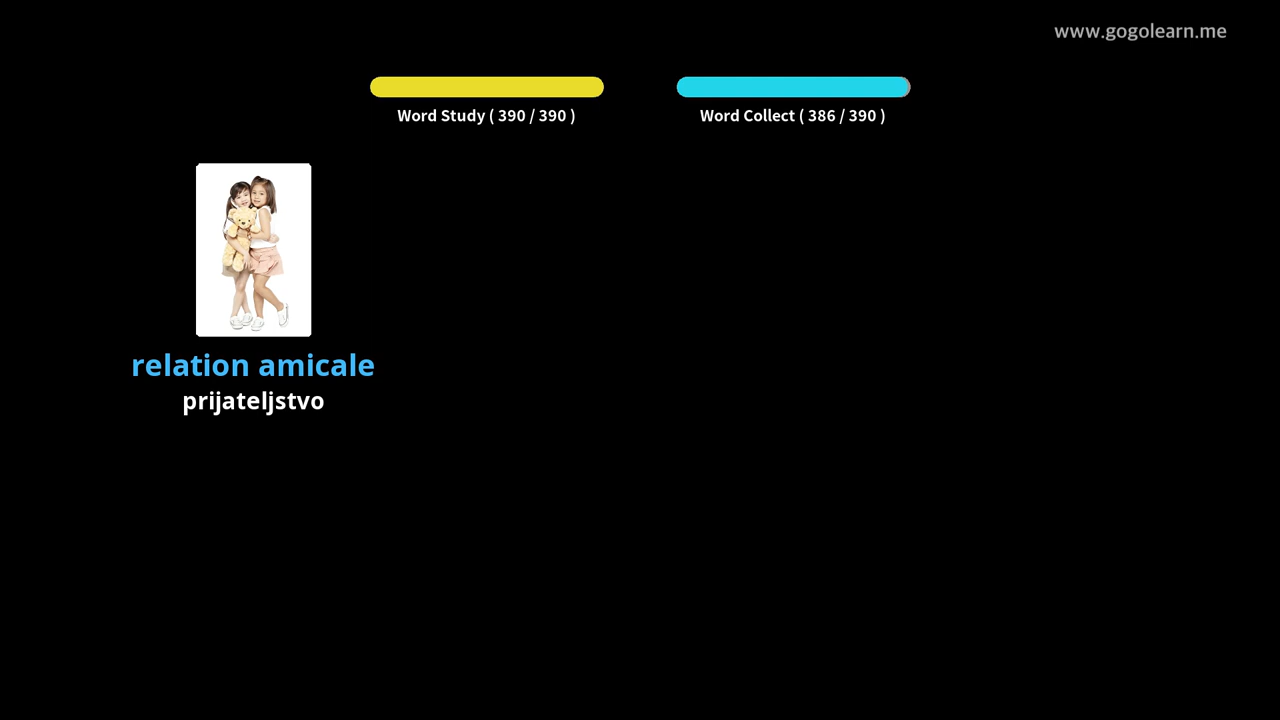 www.gogolearn.me
Word Study ( 390 / 390 )
Word Collect ( 386 / 390 )
relation amicale
prijateljstvo